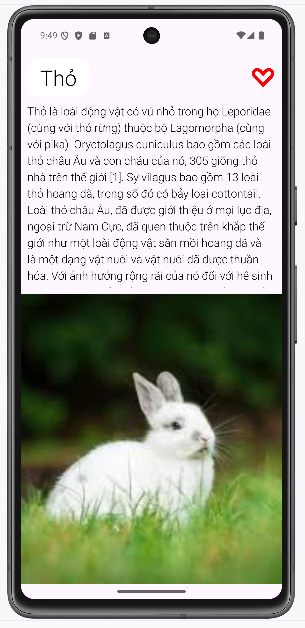 9:49
Thỏ
Thỏ là loài động vật có vú nhỏ trong họ Leporidae
(cùng với thỏ rừng) thuộc bộ Lagomorpha (cùng
với pika). Oryctolagus cuniculus bao gồm các loài
thỏ châu Âu và con cháu của nó, 305 giống thỏ
nhà trên thế giới [1]. Sylvilagus bao gồm 13 loài
thỏ hoang dã, trong số đó có bảy loại cottontail.
Loài thỏ châu Âu, đã được giới thiệu ở mọi lục địa,
ngoại trừ Nam Cực, đã quen thuộc trên khắp thế
giới như một loài động vật săn mồi hoang dã và
là một dạng vật nuôi và vật nuôi đã được thuần
hóa. Với ảnh hưởng rộng rãi của nó đối với hệ sinh